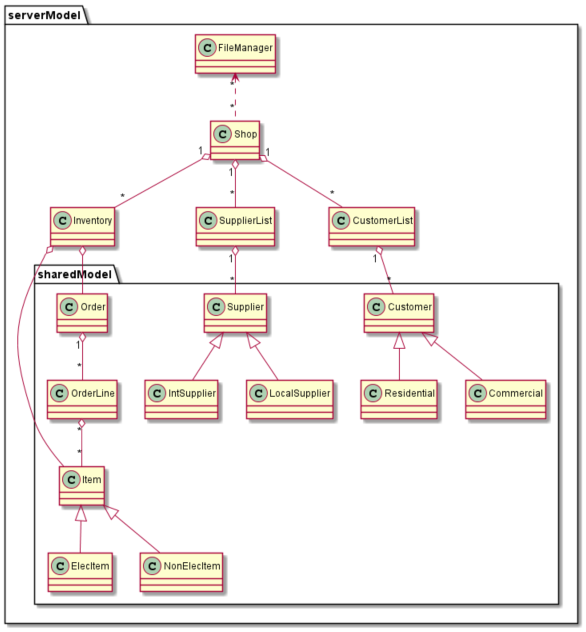 serverModel
C FileManager
*
*
C Shop
1 1 1
* * *
C Inventory C SupplierList C CustomerList
1 1
sharedModel * *
C Order C Supplier C Customer
1
*
C OrderLine C IntSupplier C LocalSupplier C Residential C Commercial
*
*
C Item
C ElecItem C NonElecItem